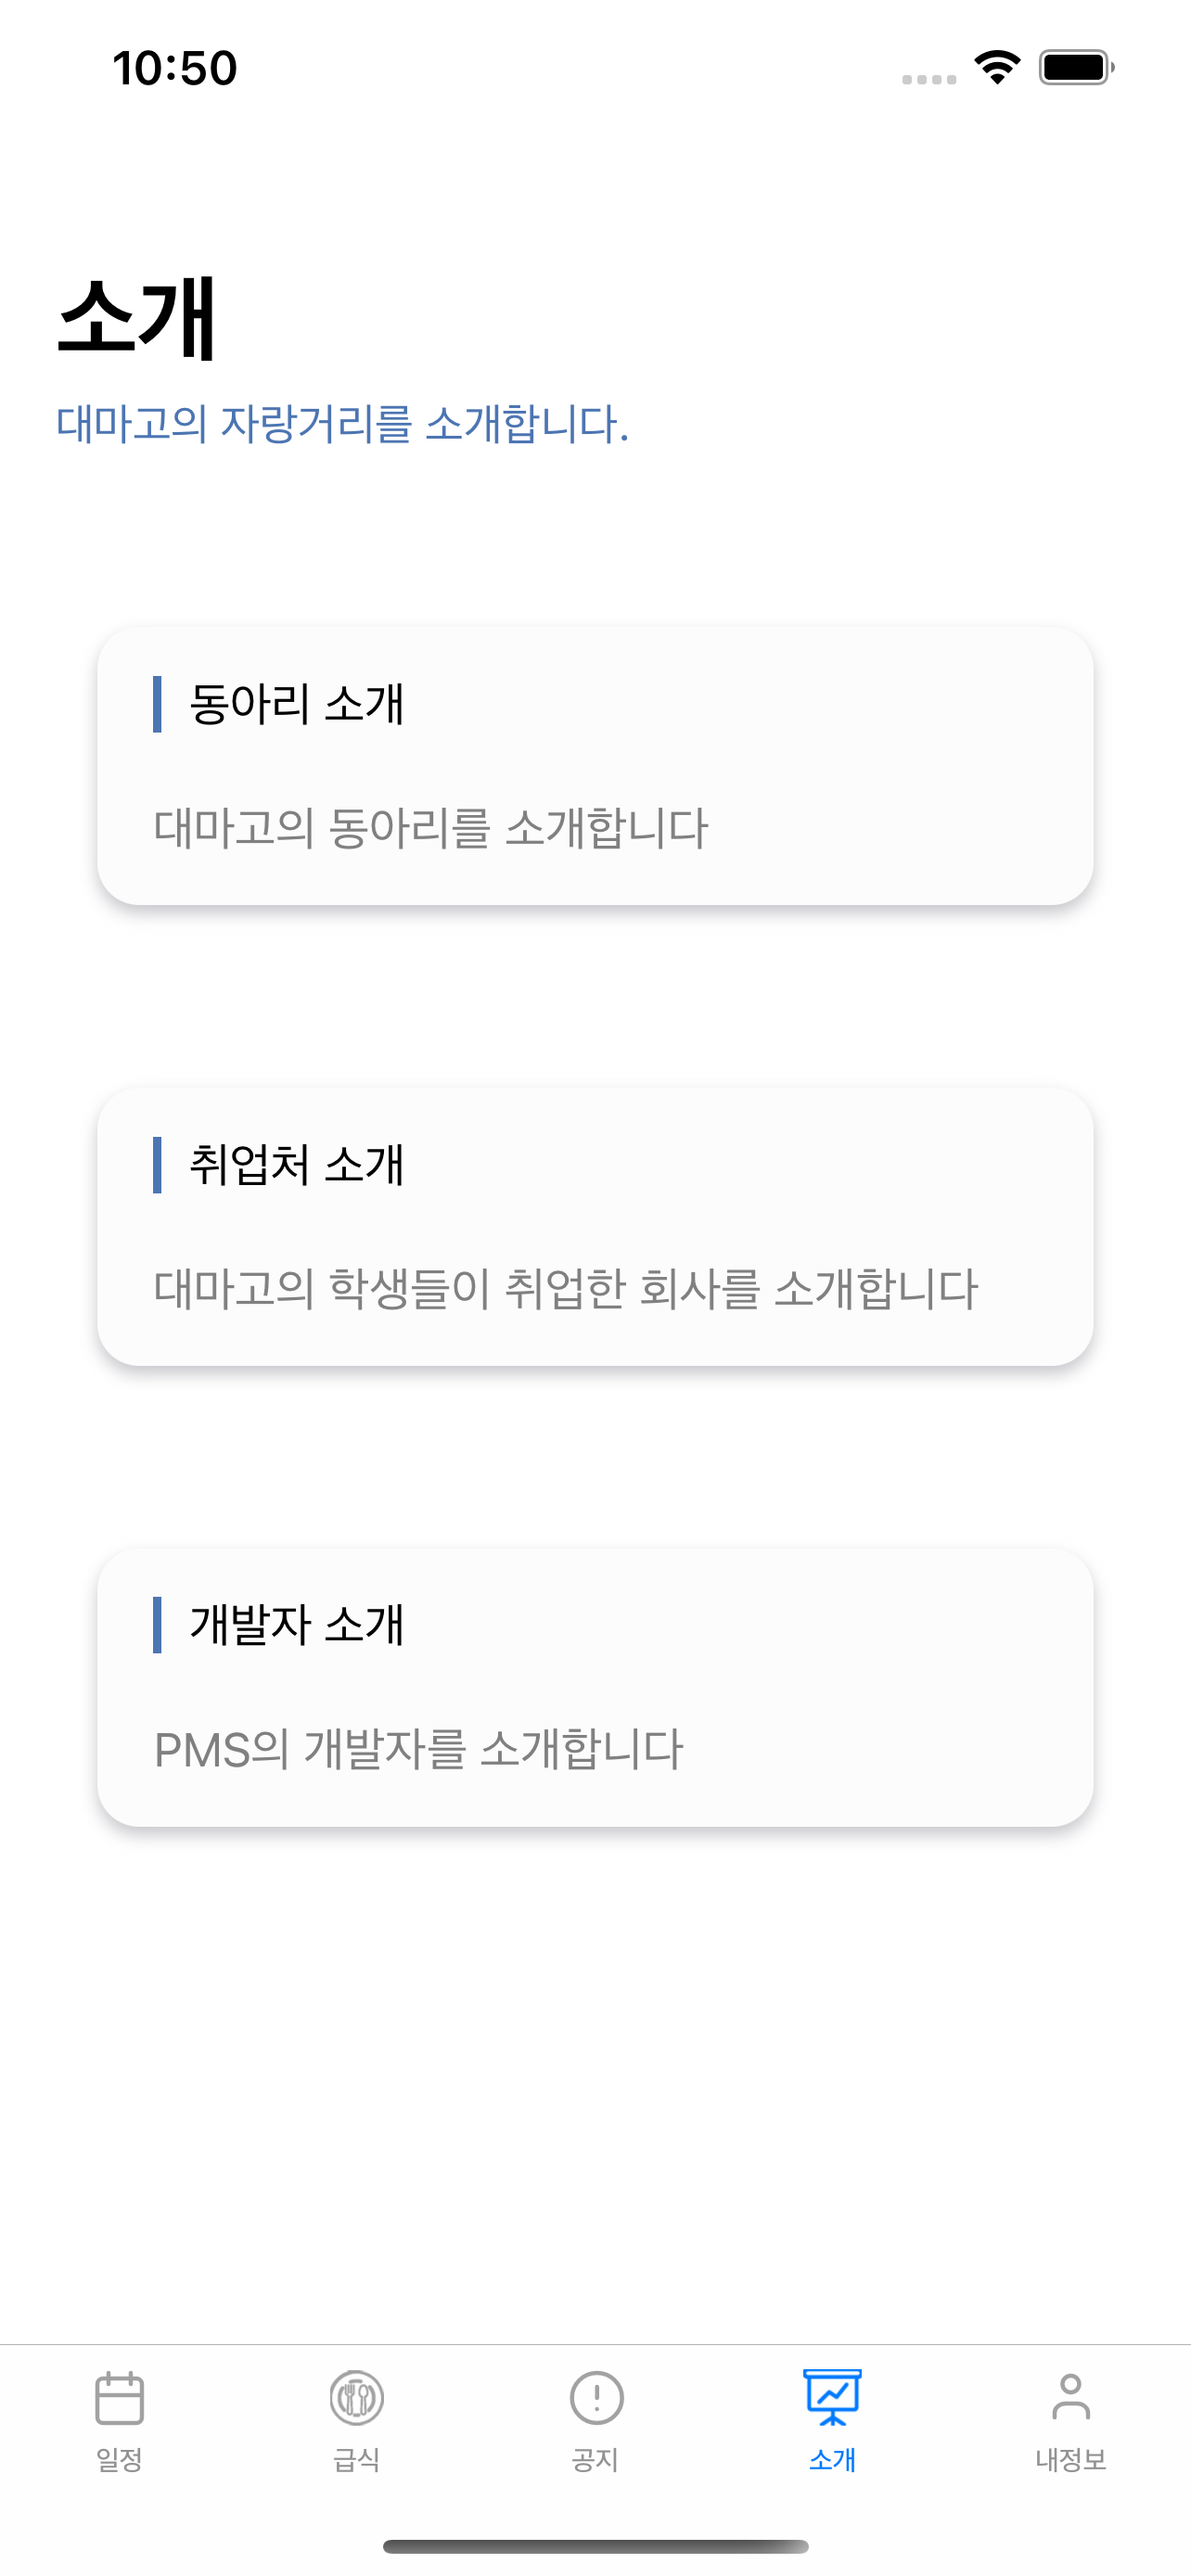 10:50
소개
대마고의 자랑거리를 소개합니다.
동아리 소개
대마고의 동아리를 소개합니다
취업처 소개
대마고의 학생들이 취업한 회사를 소개합니다
개발자 소개
PMS의 개발자를 소개합니다
일정
급식
공지
소개
내정보